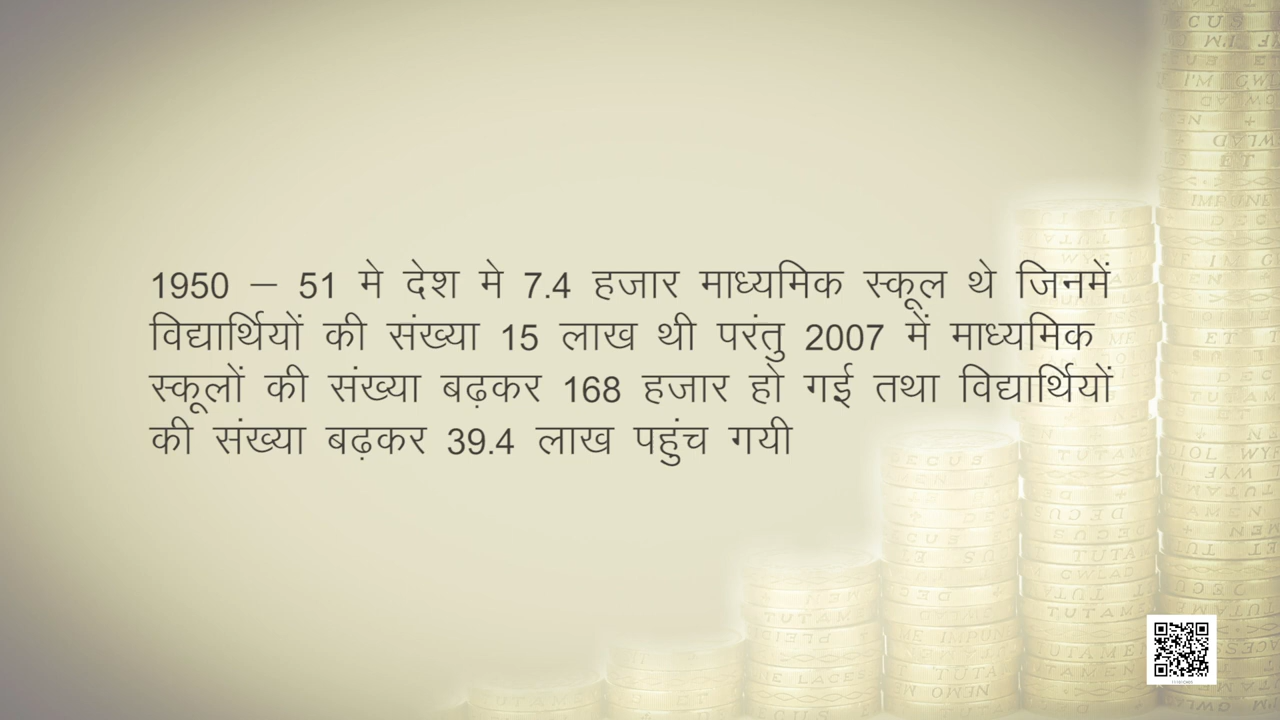 1950 – 51 मे देश मे 7.4 हजार माध्यमिक स्कूल थे जिनमें
विद्यार्थियों की संख्या 15 लाख थी परंतु 2007 में माध्यमिक
स्कूलों की संख्या बढ़कर 168 हजार हो गई तथा विद्यार्थियों
की संख्या बढ़कर 39.4 लाख पहुंच गयी